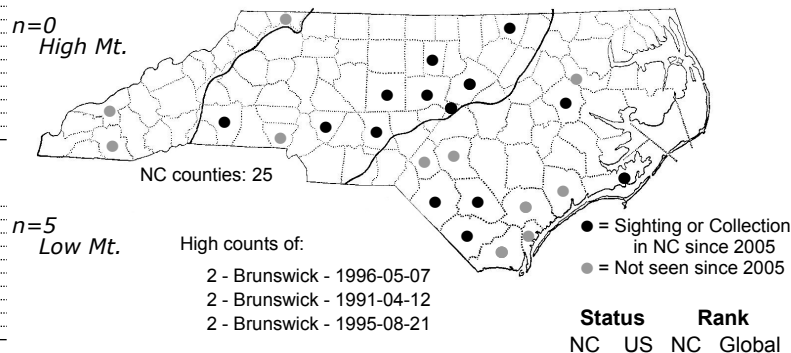 n=0
High Mt.
NC counties: 25
n=5
Low Mt.
High counts of:
2 - Brunswick - 1996-05-07
2 - Brunswick - 1991-04-12
2 - Brunswick - 1995-08-21
= Sighting or Collection
in NC since 2005
= Not seen since 2005
Status Rank
NC US NC Global